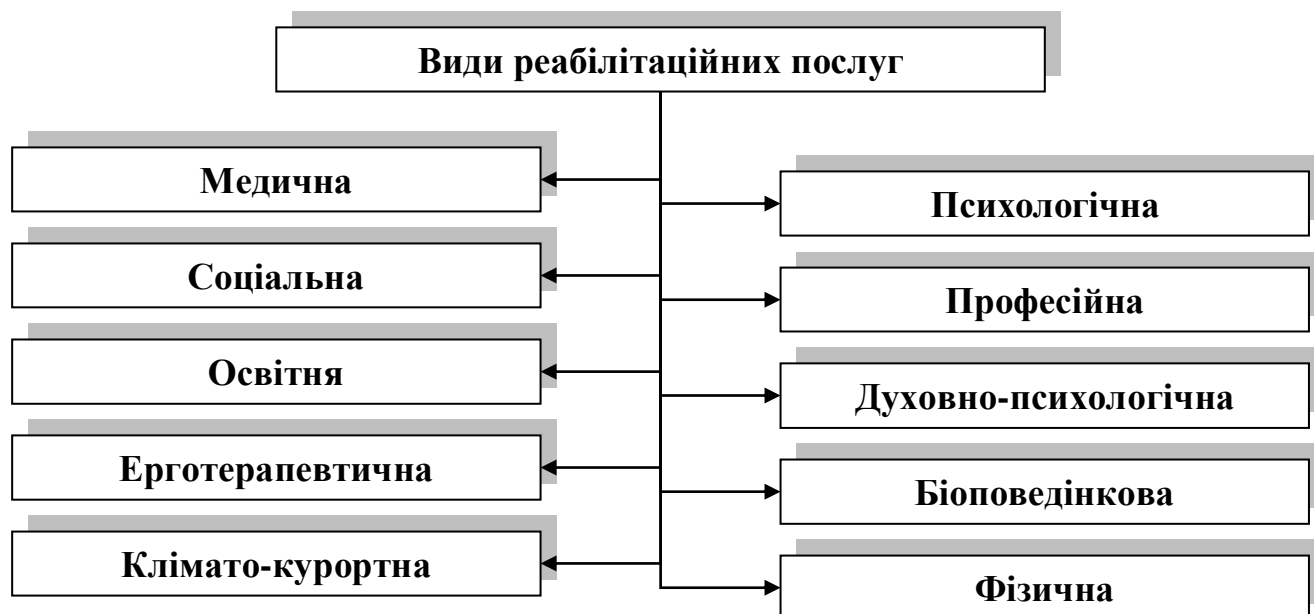 Види реабілітаційних послуг
Медична
Соціальна
Освітня
Ерготерапевтична
Клімато-курортна
Психологічна
Професійна
Духовно-психологічна
Біоповедінкова
Фізична